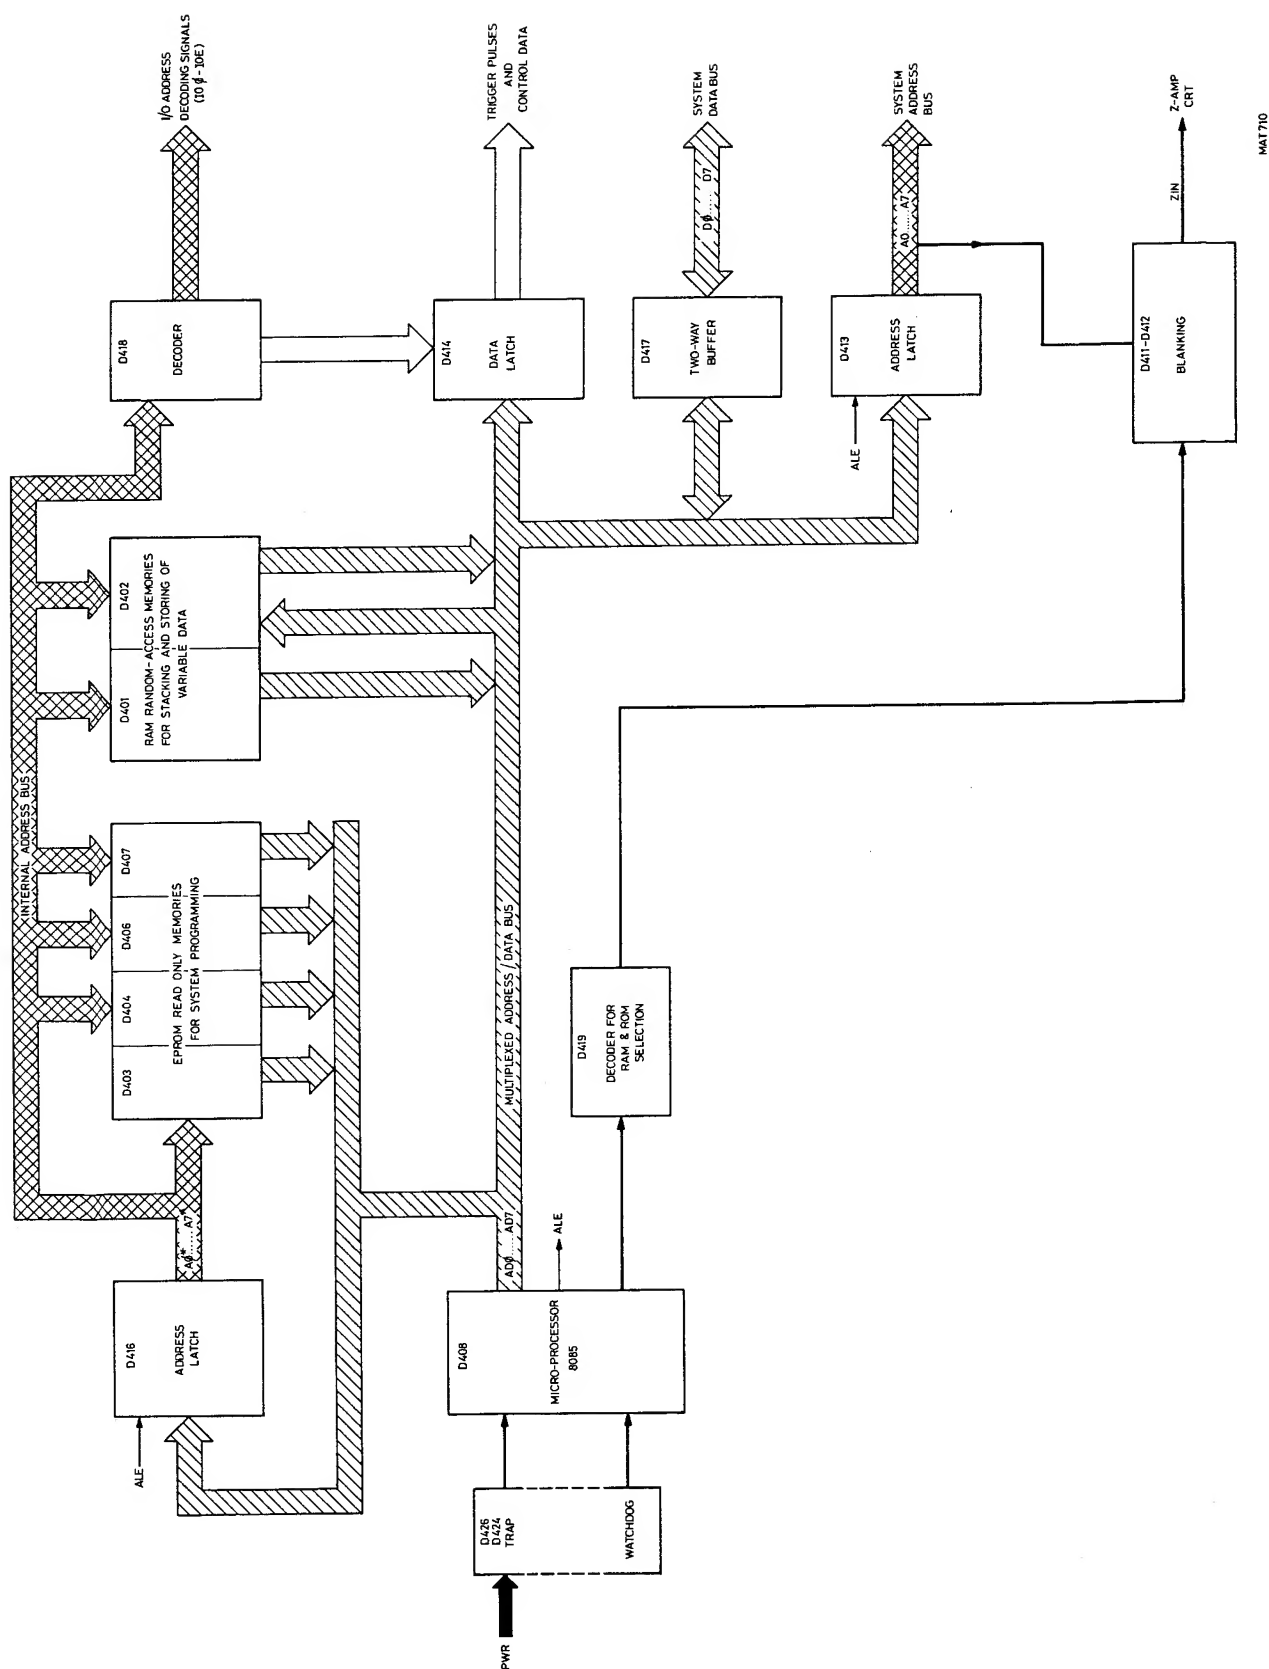 I/O ADDRESS
DECODING SIGNALS
(IO ∅ - IOE)
TRIGGER PULSES
AND
CONTROL DATA
SYSTEM
DATA BUS
SYSTEM
ADDRESS
BUS
Z-AMP
CRT
ZIN
MAT 710
D418
DECODER
D414
DATA
LATCH
D417
TWO-WAY
BUFFER
D∅......D7
D413
ADDRESS
LATCH
A0......A7
ALE
D411-D412
BLANKING
D401
D402
RAM RANDOM-ACCESS MEMORIES
FOR STACKING AND STORING OF
VARIABLE DATA
INTERNAL ADDRESS BUS
D403
D404
D406
D407
EPROM READ ONLY MEMORIES
FOR SYSTEM PROGRAMMING
MULTIPLEXED ADDRESS/DATA BUS
D419
DECODER FOR
RAM & ROM
SELECTION
D416
ADDRESS
LATCH
A0*......A7*
ALE
AD∅......AD7
ALE
D408
MICRO-PROCESSOR
8085
D426
D424
TRAP
WATCHDOG
PWR